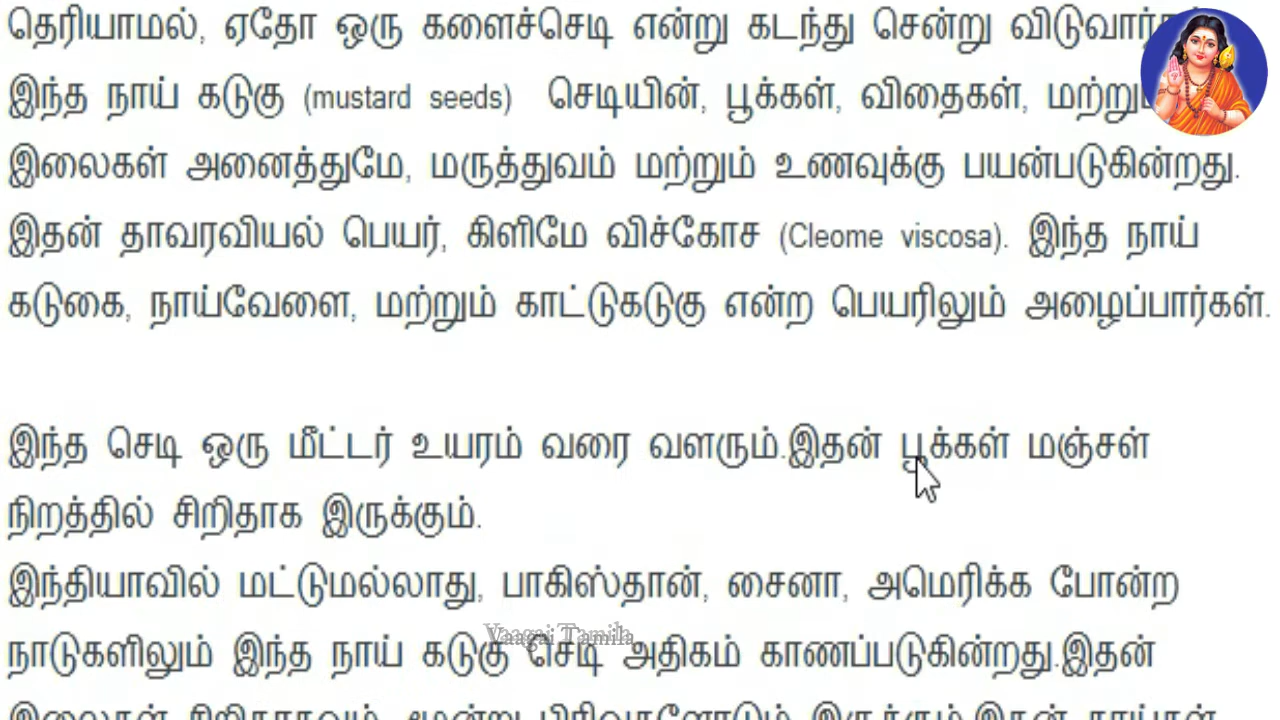 தெரியாமல், ஏதோ ஒரு களைச்செடி என்று கடந்து சென்று
இந்த நாய் கடுகு (mustard seeds) செடியின், பூக்கள், விதைகள், மற்றும்
இலைகள் அனைத்துமே, மருத்துவம் மற்றும் உணவுக்கு பயன்படுகின்றது.
இதன் தாவரவியல் பெயர், கிளிமே விச்கோச (Cleome viscosa). இந்த நாய்
கடுகை, நாய்வேளை, மற்றும் காட்டுகடுகு என்ற பெயரிலும் அழைப்பார்கள்.
இந்த செடி ஒரு மீட்டர் உயரம் வரை வளரும்.இதன் பூக்கள் மஞ்சள்
நிறத்தில் சிறிதாக இருக்கும்.
இந்தியாவில் மட்டுமல்லாது, பாகிஸ்தான், சைனா, அமெரிக்க போன்ற
Vaagai Tamila
நாடுகளிலும் இந்த நாய் கடுகு செடி அதிகம் காணப்படுகின்றது.இதன்